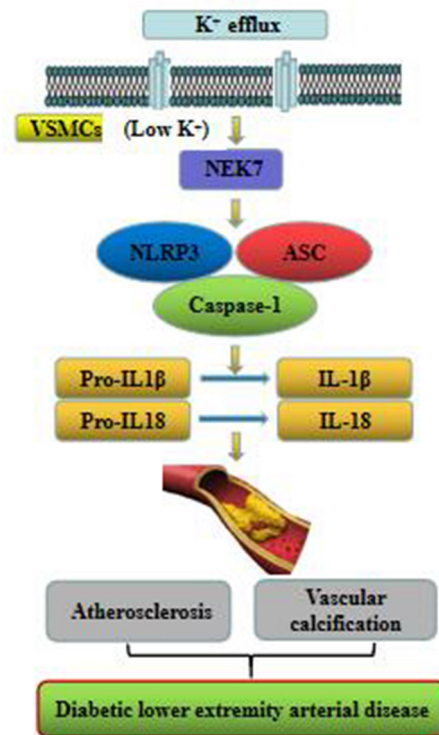 K⁺ efflux
VSMCs (Low K⁺)
NEK7
NLRP3 ASC
Caspase-1
Pro-IL1β IL-1β
Pro-IL18 IL-18
Atherosclerosis
Vascular
calcification
Diabetic lower extremity arterial disease